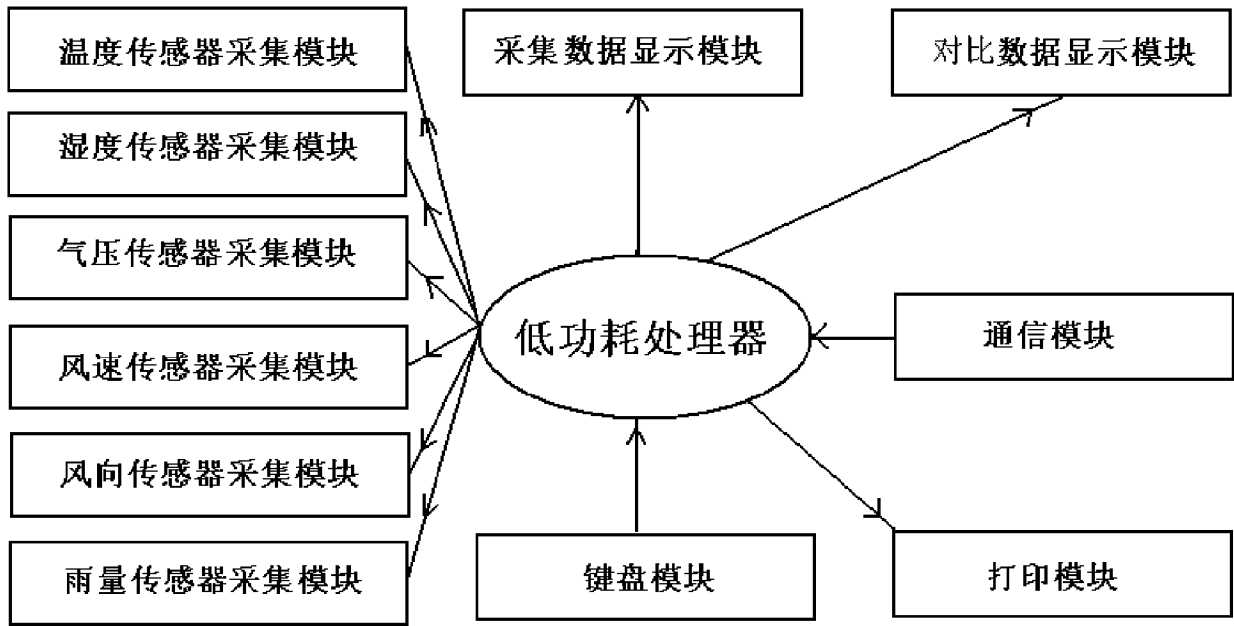 温度传感器采集模块
采集数据显示模块
对比数据显示模块
湿度传感器采集模块
气压传感器采集模块
低功耗处理器
通信模块
风速传感器采集模块
风向传感器采集模块
雨量传感器采集模块
键盘模块
打印模块